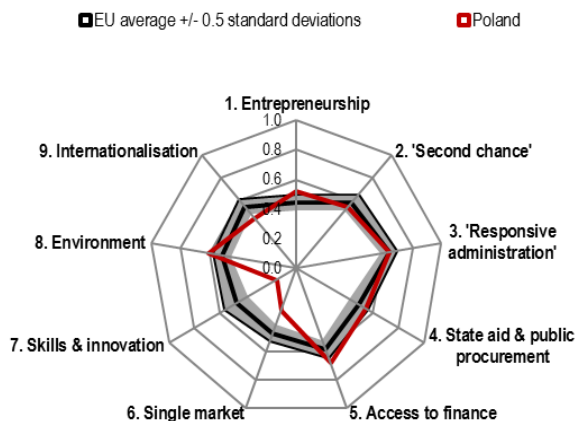 EU average +/- 0.5 standard deviations
Poland
1. Entrepreneurship
1.0
9. Internationalisation
0.8
2. 'Second chance'
0.6
0.4
8. Environment
0.2
3. 'Responsive
administration'
0.0
7. Skills & innovation
4. State aid & public
procurement
6. Single market
5. Access to finance